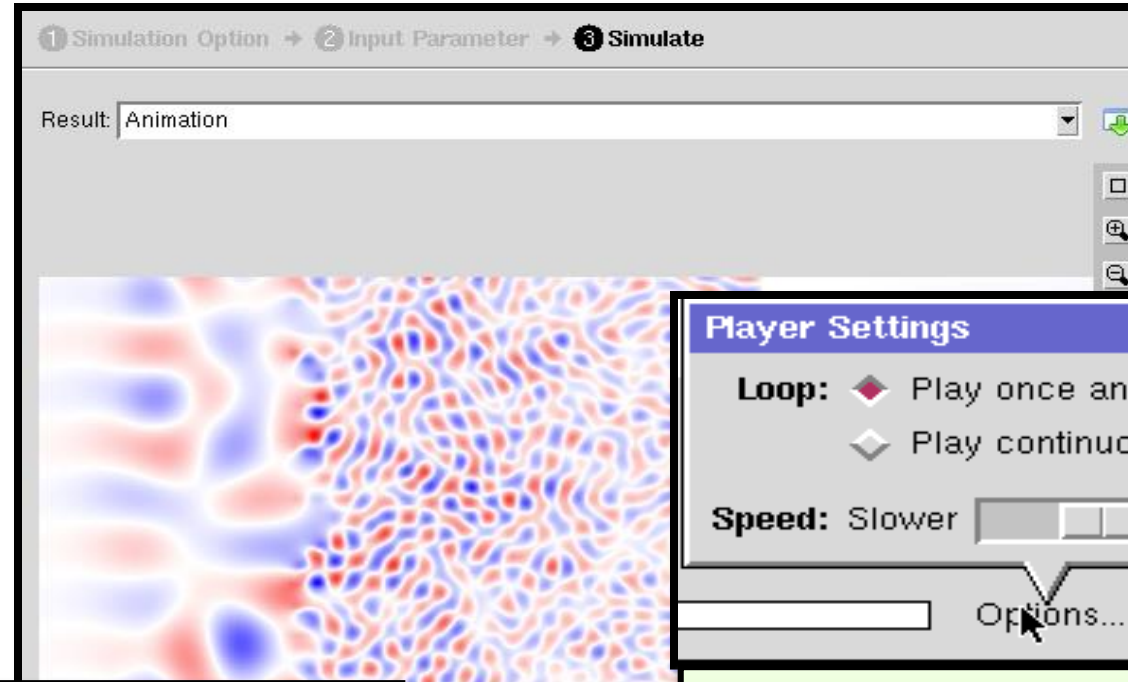 1 Simulation Option → 2 Input Parameter → 3 Simulate
Result: Animation
Player Settings
Loop: Play once an
Play continuo
Speed: Slower
Options...